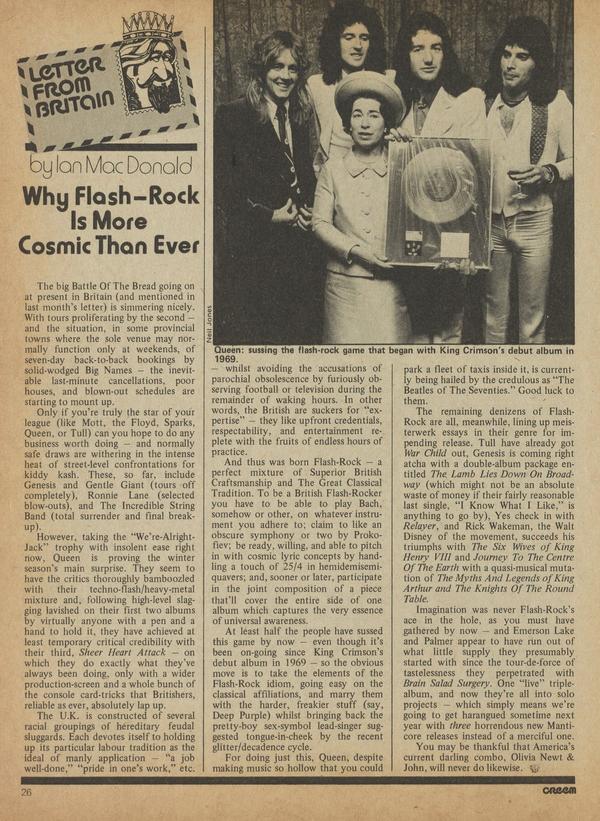 LETTER
FROM
BRITAIN
by Ian MacDonald
Why Flash-Rock
Is More
Cosmic Than Ever
The big Battle Of The Bread going on
at present in Britain (and mentioned in
last month's letter) is simmering nicely.
With tours proliferating by the second –
and the situation, in some provincial
towns where the sole venue may nor-
mally function only at weekends, of
seven-day back-to-back bookings by
solid-wodged Big Names – the inevit-
able last-minute cancellations, poor
houses, and blown-out schedules are
starting to mount up.
Only if you're truly the star of your
league (like Mott, the Floyd, Sparks,
Queen, or Tull) can you hope to do any
business worth doing – and normally
safe draws are withering in the intense
heat of street-level confrontations for
kiddy kash. These, so far, include
Genesis and Gentle Giant (tours off
completely), Ronnie Lane (selected
blow-outs), and The Incredible String
Band (total surrender and final break-
up).
However, taking the "We're-Alright-
Jack" trophy with insolent ease right
now, Queen is proving the winter
season's main surprise. They seem to
have the critics thoroughly bamboozled
with their techno-flash/heavy-metal
mixture and, following high-level slag-
ging lavished on their first two albums
by virtually anyone with a pen and a
hand to hold it, they have achieved at
least temporary critical credibility with
their third, Sheer Heart Attack – on
which they do exactly what they've
always been doing, only with a wider
production-screen and a whole bunch of
the console card-tricks that Britishers,
reliable as ever, absolutely lap up.
The U.K. is constructed of several
racial groupings of hereditary feudal
sluggards. Each devotes itself to holding
up its particular labour tradition as the
ideal of manly application – "a job
well-done," "pride in one's work," etc.
Neil Jones
Queen: sussing the flash-rock game that began with King Crimson's debut album in
1969.
– whilst avoiding the accusations of
parochial obsolescence by furiously ob-
serving football or television during the
remainder of waking hours. In other
words, the British are suckers for "ex-
pertise" – they like upfront credentials,
respectability, and entertainment re-
plete with the fruits of endless hours of
practice.
And thus was born Flash-Rock – a
perfect mixture of Superior British
Craftsmanship and The Great Classical
Tradition. To be a British Flash-Rocker
you have to be able to play Bach,
somehow or other, on whatever instru-
ment you adhere to; claim to like an
obscure symphony or two by Proko-
fiev; be ready, willing, and able to pitch
in with cosmic lyric concepts by hand-
ling a touch of 25/4 in hemidemisemi-
quavers; and, sooner or later, participate
in the joint composition of a piece
that'll cover the entire side of one
album which captures the very essence
of universal awareness.
At least half the people have sussed
this game by now – even though it's
been on-going since King Crimson's
debut album in 1969 – so the obvious
move is to take the elements of the
Flash-Rock idiom, going easy on the
classical affiliations, and marry them
with the harder, freakier stuff (say,
Deep Purple) whilst bringing back the
pretty-boy sex-symbol lead-singer sug-
gested tongue-in-cheek by the recent
glitter/decadence cycle.
For doing just this, Queen, despite
making music so hollow that you could
park a fleet of taxis inside it, is current-
ly being hailed by the credulous as "The
Beatles of The Seventies." Good luck to
them.
The remaining denizens of Flash-
Rock are all, meanwhile, lining up meis-
terwerk essays in their genre for im-
pending release. Tull have already got
War Child out, Genesis is coming right
atcha with a double-album package en-
titled The Lamb Lies Down On Broad-
way (which might not be an absolute
waste of money if their fairly reasonable
last single, "I Know What I Like," is
anything to go by), Yes check in with
Relayer, and Rick Wakeman, the Walt
Disney of the movement, succeeds his
triumphs with The Six Wives of King
Henry VIII and Journey To The Centre
Of The Earth with a quasi-musical muta-
tion of The Myths And Legends of King
Arthur and The Knights Of The Round
Table.
Imagination was never Flash-Rock's
ace in the hole, as you must have
gathered by now – and Emerson Lake
and Palmer appear to have run out of
what little supply they presumably
started with since the tour-de-force of
tastelessness they perpetrated with
Brain Salad Surgery. One "live" triple-
album, and now they're all into solo
projects – which simply means we're
going to get harangued sometime next
year with three horrendous new Manti-
core releases instead of a merciful one.
You may be thankful that America's
current darling combo, Olivia Newt &
John, will never do likewise.
26
CREEM